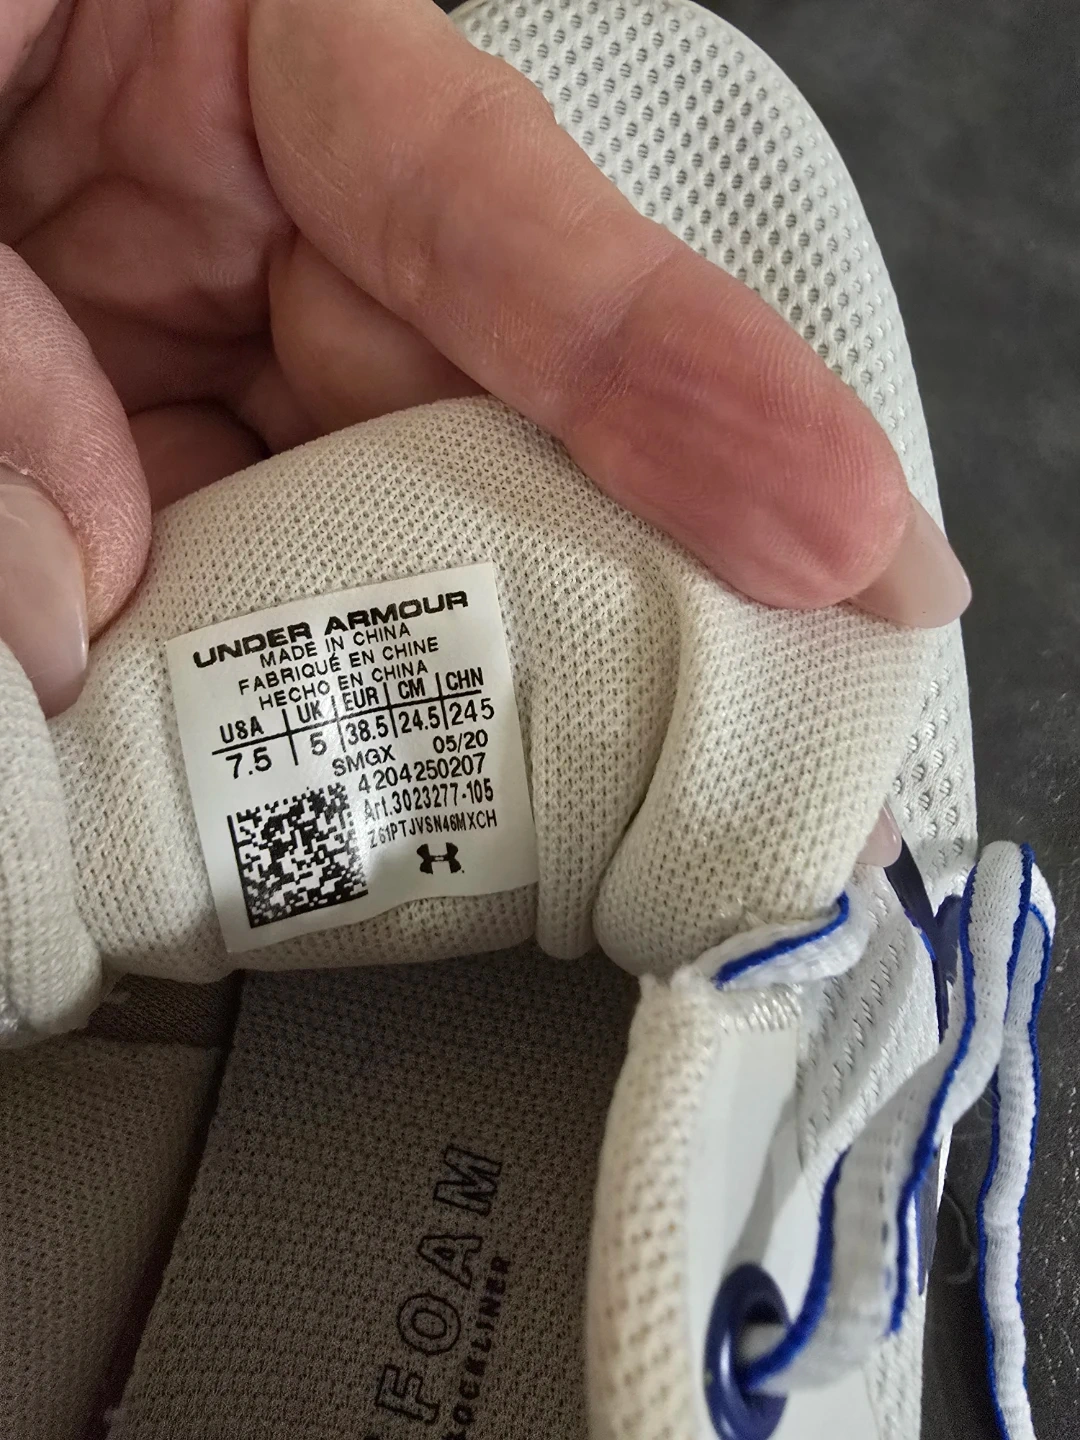 UNDER ARMOUR
MADE IN CHINA
FABRIQUÉ EN CHINE
HECHO EN CHINA
USA UK EUR CM CHN
7.5 5 38.5 24.5 245
SMGX 05/20
4204250207
Art.3023277-105
Z61PTJVSN46MXCH
FOAM
OCKLINER